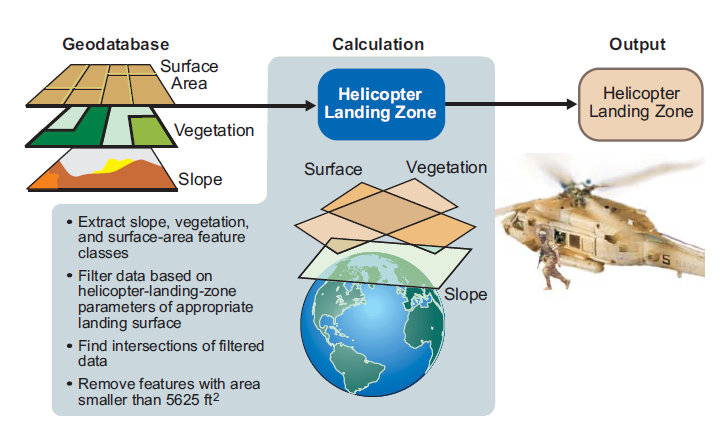 Geodatabase
Calculation
Output
Surface
Area
Vegetation
Slope
Helicopter
Landing Zone
Helicopter
Landing Zone
Surface
Vegetation
Slope
• Extract slope, vegetation,
and surface-area feature
classes
• Filter data based on
helicopter-landing-zone
parameters of appropriate
landing surface
• Find intersections of filtered
data
• Remove features with area
smaller than 5625 ft²
5